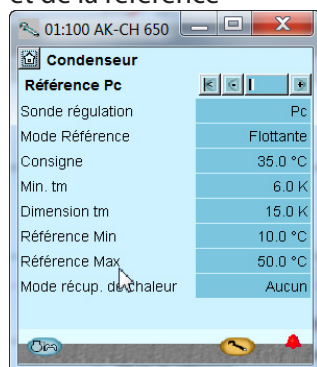 et de la référence
01:100 AK-CH 650
Condenseur
Référence Pc
Sonde régulation Pc
Mode Référence Flottante
Consigne 35.0 °C
Min. tm 6.0 K
Dimension tm 15.0 K
Référence Min 10.0 °C
Référence Max 50.0 °C
Mode récup. de chaleur Aucun